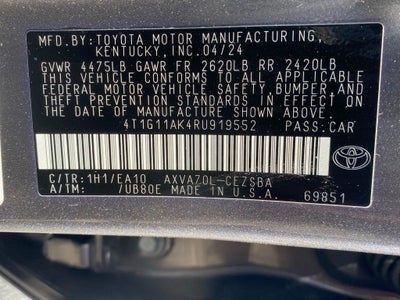 MFD. BY: TOYOTA MOTOR MANUFACTURING,
KENTUCKY, INC. 04/24
GVWR 4475LB GAWR FR 2620LB RR 2420LB
THIS VEHICLE CONFORMS TO ALL APPLICABLE
FEDERAL MOTOR VEHICLE SAFETY, BUMPER, AND
THEFT PREVENTION STANDARDS IN EFFECT ON
THE DATE OF MANUFACTURE SHOWN ABOVE.
4T1G11AK4RU919552 PASS.CAR
C/TR:1H1/EA10 AXVA70L-CEZSBA
A/TM: /UB80E MADE IN U.S.A. 69851
TOYOTA